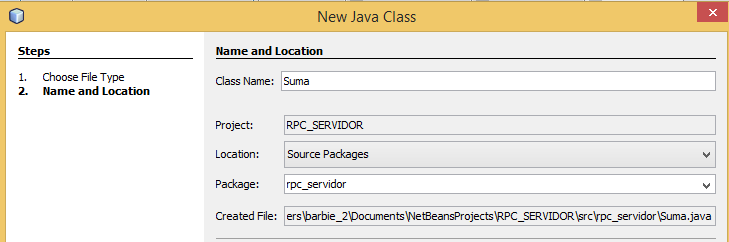 New Java Class
Steps
1. Choose File Type
2. Name and Location
Name and Location
Class Name: Suma
Project: RPC_SERVIDOR
Location: Source Packages
Package: rpc_servidor
Created File: ers\barbie_2\Documents\NetBeansProjects\RPC_SERVIDOR\src\rpc_servidor\Suma.java